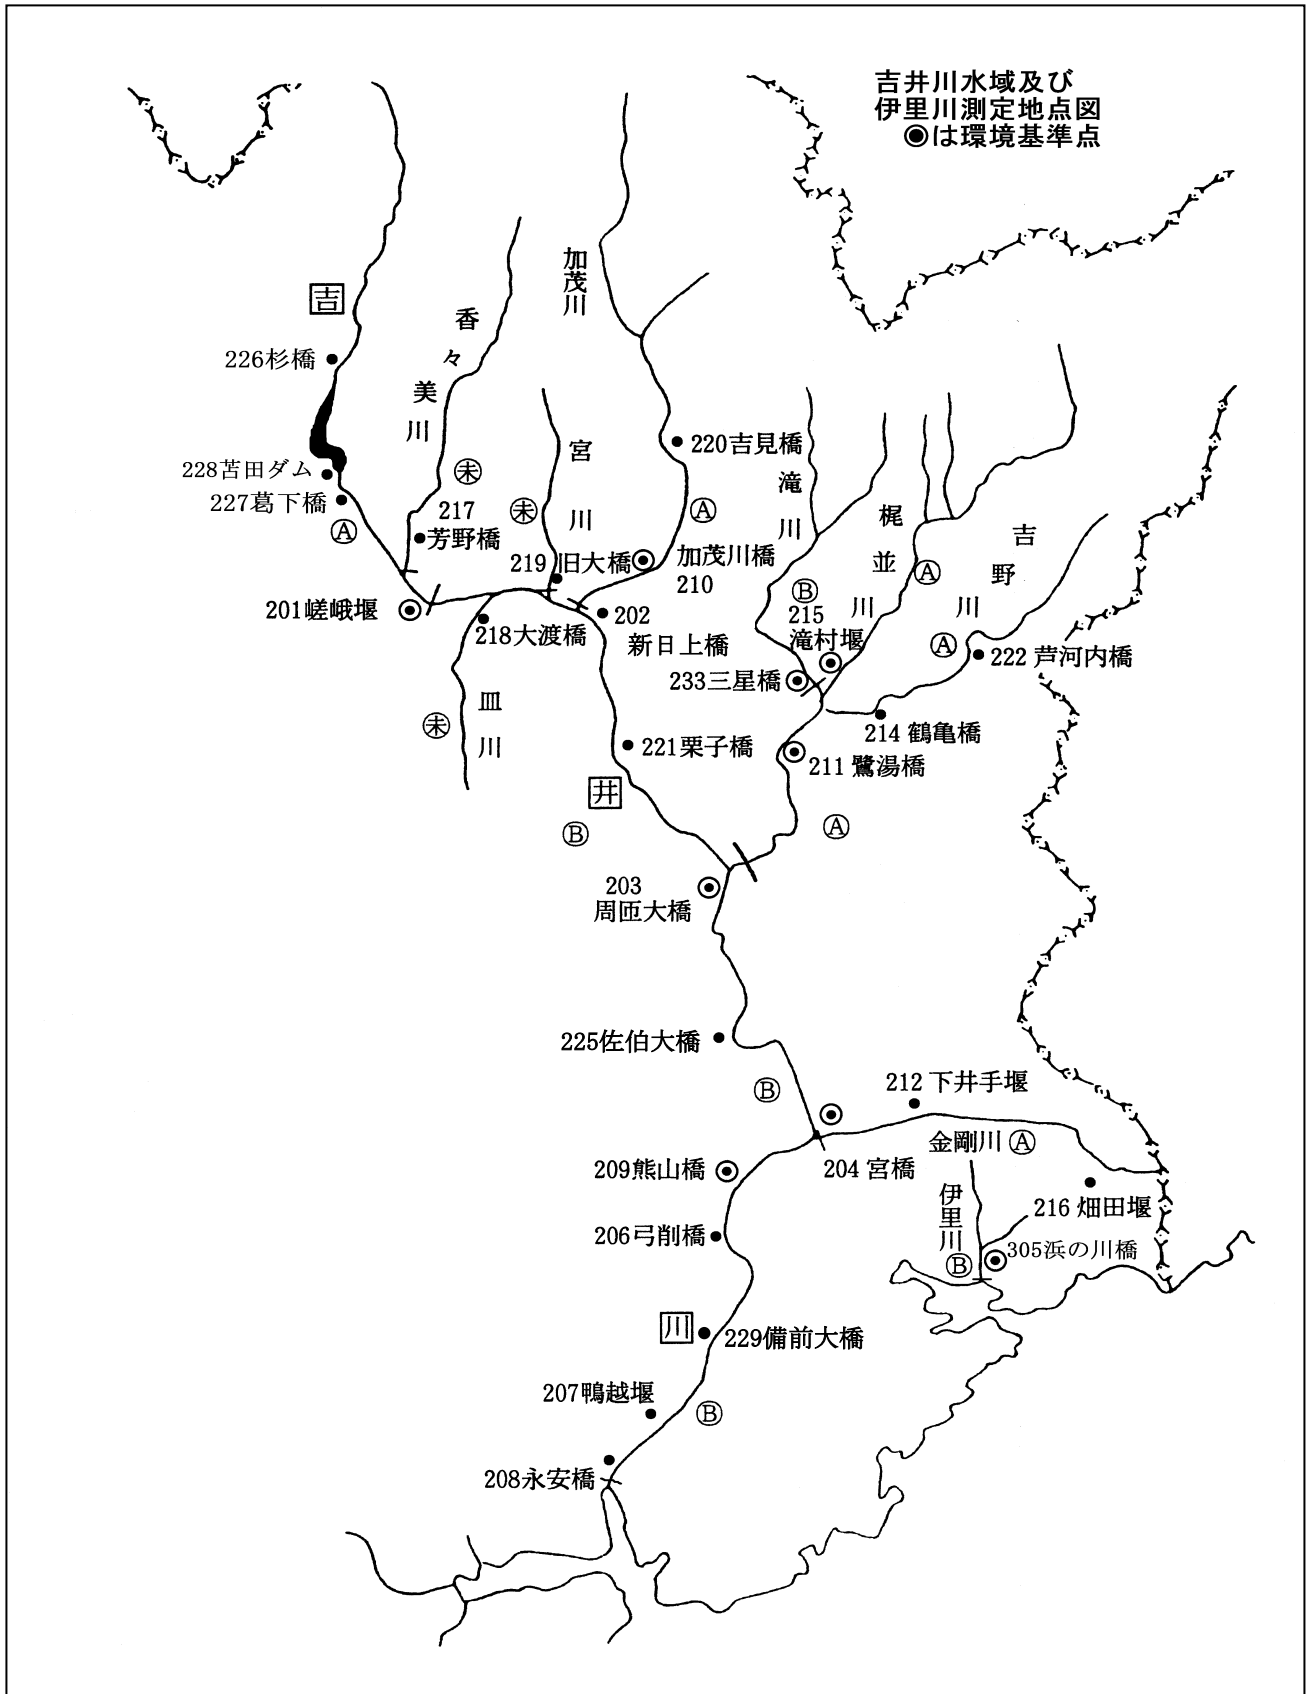 吉井川水域及び
伊里川測定地点図
◉は環境基準点
加茂川
吉
香々美川
226杉橋
宮川
220吉見橋
228苫田ダム
227葛下橋
Ⓐ
㊍
217
芳野橋
㊍
219 旧大橋
Ⓐ
加茂川橋
210
滝川
梶並川
吉野川
Ⓑ
215
滝村堰
Ⓐ
Ⓐ
201嵯峨堰
218大渡橋
202
新日上橋
222 芦河内橋
233三星橋
皿川
214 鶴亀橋
221栗子橋
211 鷺湯橋
井
Ⓑ
Ⓐ
203
周匝大橋
225佐伯大橋
Ⓑ
212 下井手堰
金剛川 Ⓐ
209熊山橋
204 宮橋
伊里川
216 畑田堰
206弓削橋
Ⓑ
305浜の川橋
川
229備前大橋
207鴨越堰
Ⓑ
208永安橋